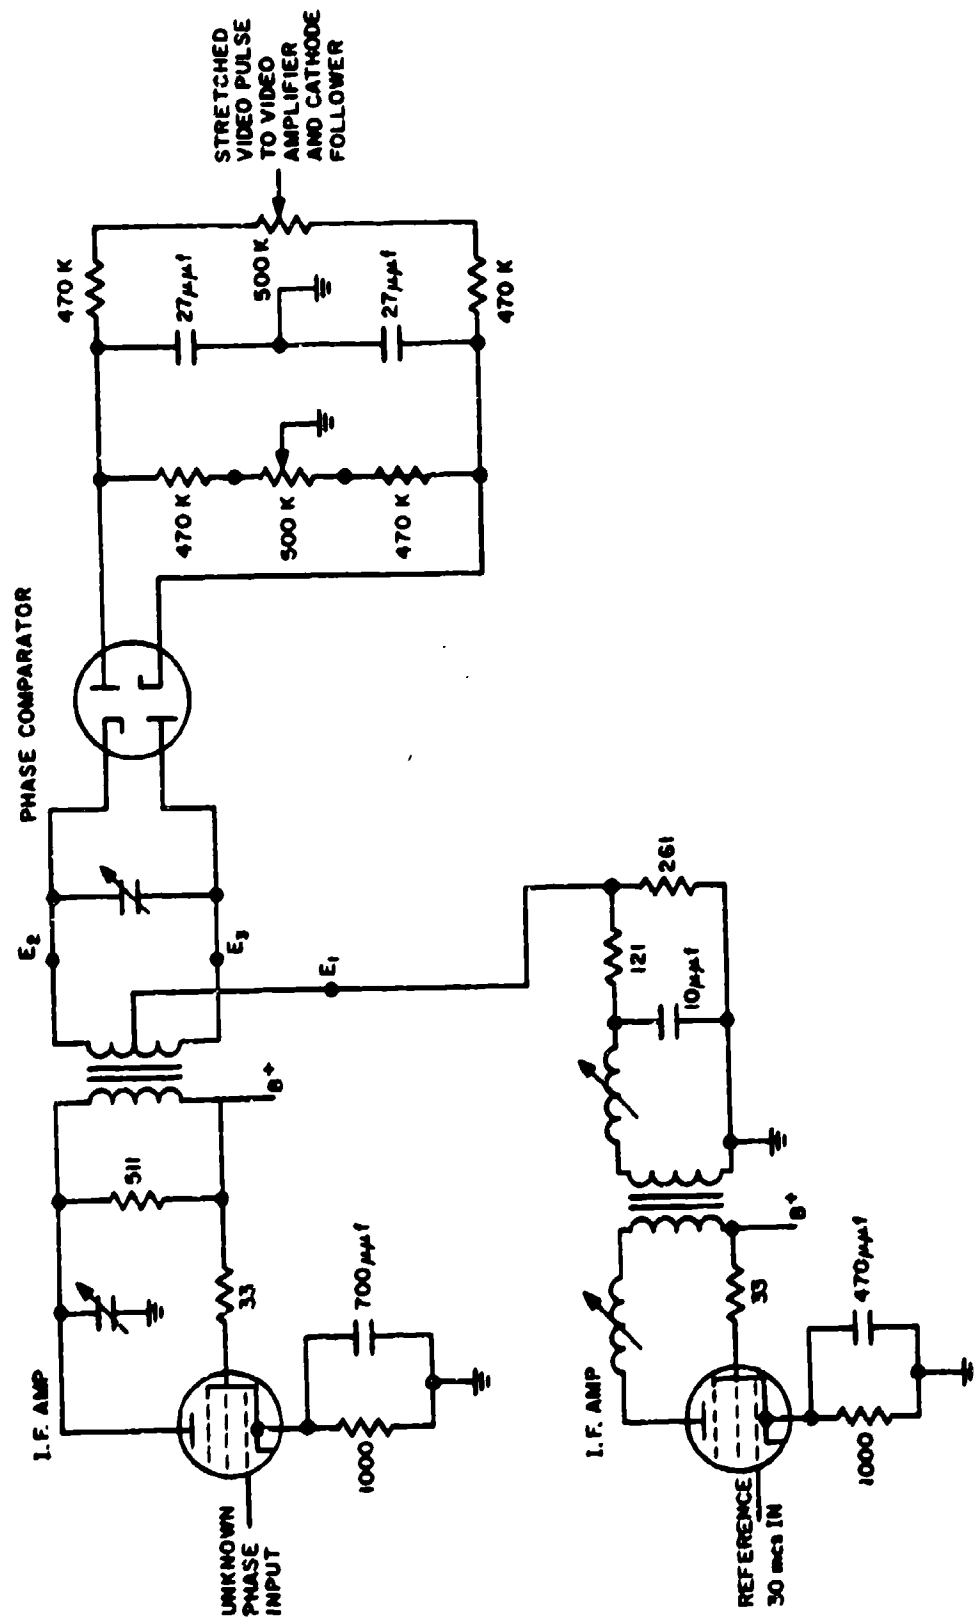 PHASE COMPARATOR
STRETCHED
VIDEO PULSE
TO VIDEO
AMPLIFIER
AND CATHODE
FOLLOWER
I.F. AMP
511
E2
E3
E1
B+
33
700μμf
1000
UNKNOWN
PHASE
INPUT
470 K
500 K
470 K
470 K
27μμf
500 K
27μμf
470 K
I.F. AMP
B+
33
470μμf
1000
REFERENCE
30 mcs IN
121
10μμf
261